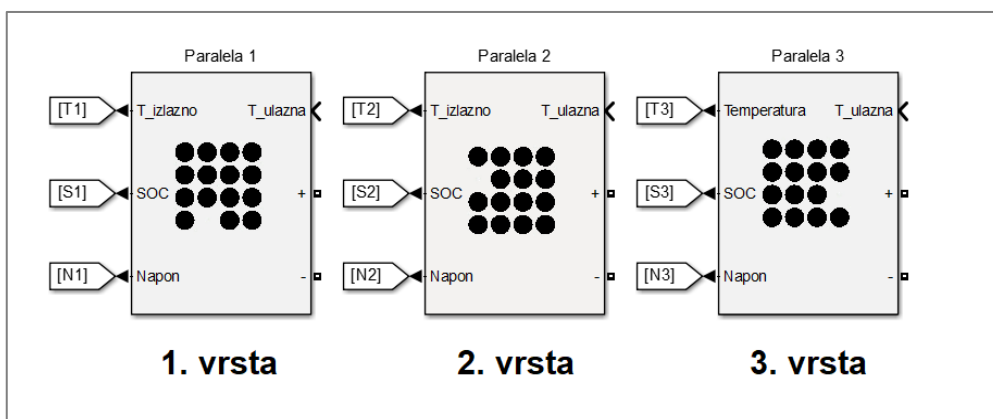 Paralela 1 Paralela 2 Paralela 3
[T1] T_izlazno T_ulazna [T2] T_izlazno T_ulazna [T3] Temperatura T_ulazna
[S1] SOC + [S2] SOC + [S3] SOC +
[N1] Napon - [N2] Napon - [N3] Napon -
1. vrsta 2. vrsta 3. vrsta